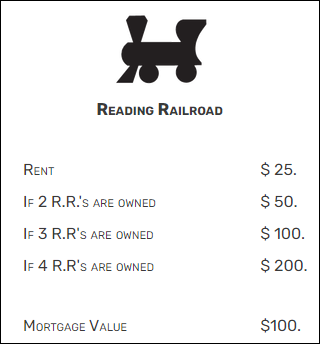 Reading Railroad
Rent $ 25.
If 2 R.R.'s are owned $ 50.
If 3 R.R's are owned $ 100.
If 4 R.R's are owned $ 200.
Mortgage Value $100.